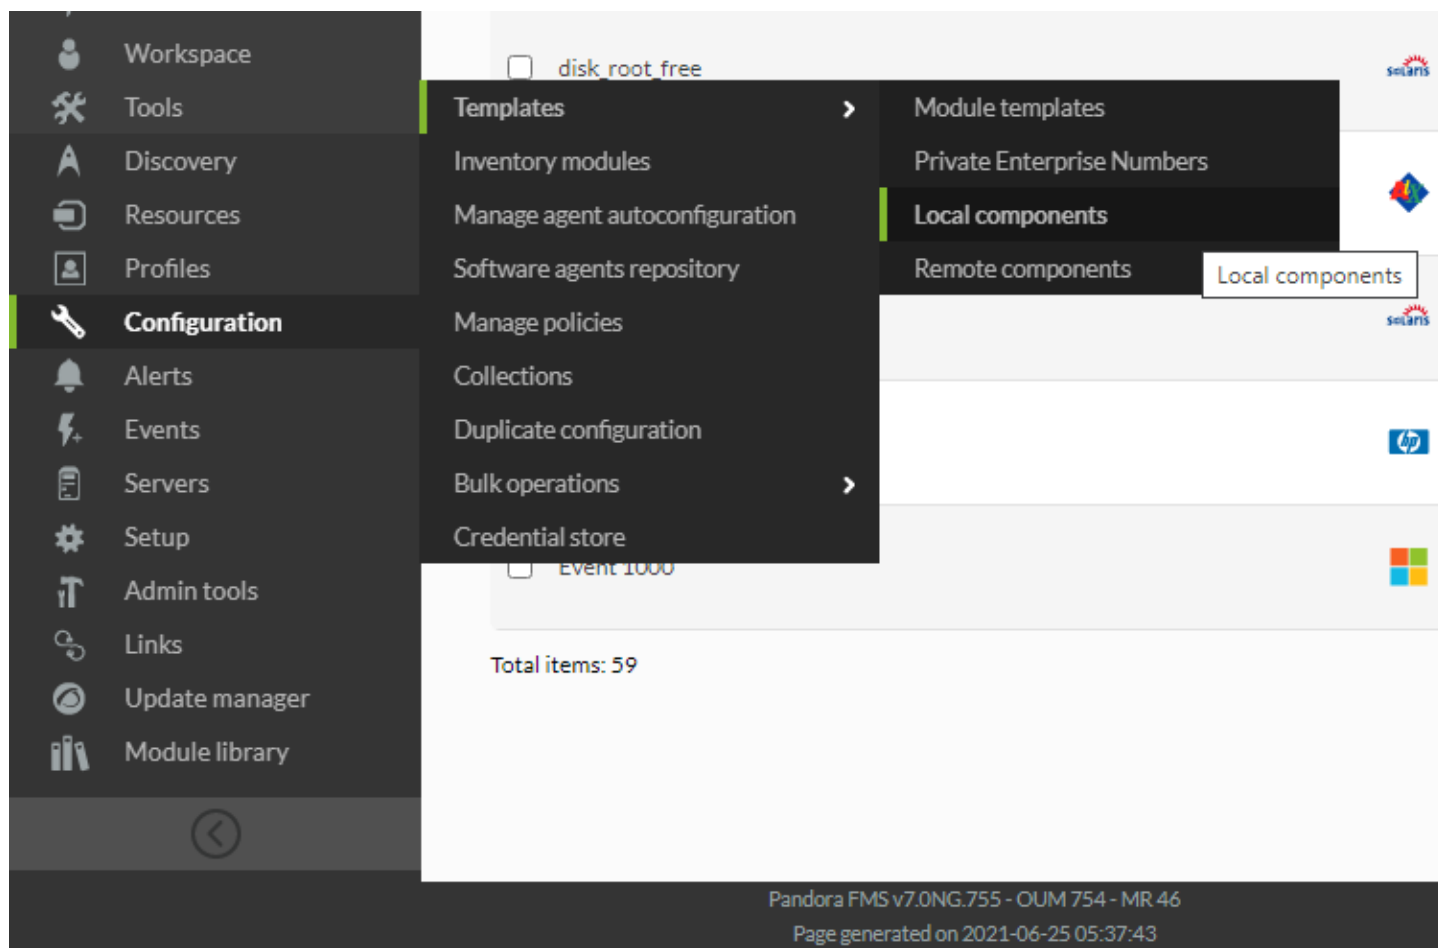 Workspace
Tools
Discovery
Resources
Profiles
Configuration
Alerts
Events
Servers
Setup
Admin tools
Links
Update manager
Module library
Templates
Inventory modules
Manage agent autoconfiguration
Software agents repository
Manage policies
Collections
Duplicate configuration
Bulk operations
Credential store
Module templates
Private Enterprise Numbers
Local components
Remote components
Local components
disk_root_free
Event 1000
solaris
solaris
hp
Total items: 59
Pandora FMS v7.0NG.755 - OUM 754 - MR 46
Page generated on 2021-06-25 05:37:43